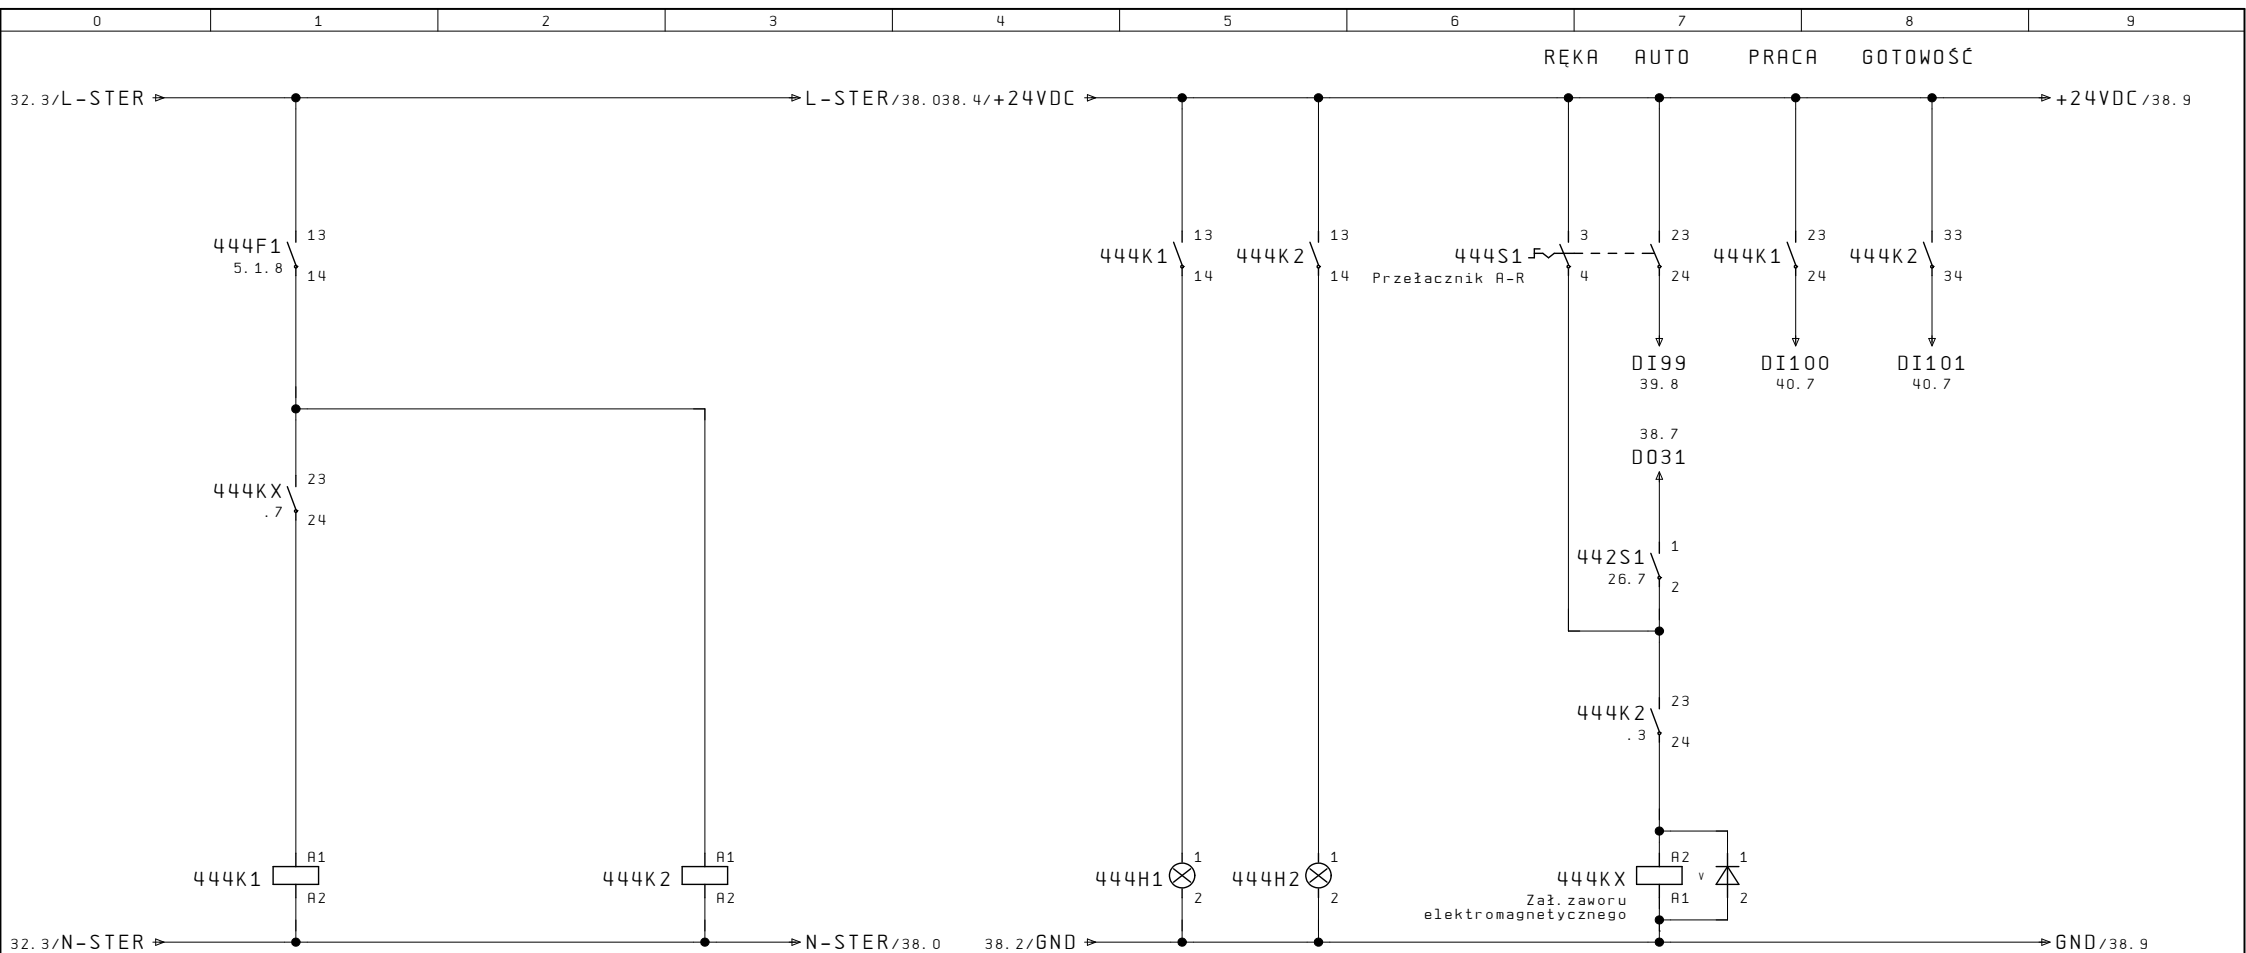 0 1 2 3 4 5 6 7 8 9
RĘKA AUTO PRACA GOTOWOŚĆ
32.3/L-STER L-STER/38.0 38.4/+24VDC +24VDC/38.9
13 13 13 3 23 23 33
444F1 444K1 444K2 444S1 444K1 444K2
5.1.8 14 14 14 Przełacznik A-R 4 24 24 34
DI99 DI100 DI101
39.8 40.7 40.7
38.7
DO31
23
444KX
.7 24
1
442S1
26.7 2
23
444K2
.3 24
A1 A1 1 1 A2 1
444K1 444K2 444H1 444H2 444KX V
A2 A2 2 2 A1 2
Zał.zaworu
elektromagnetycznego
32.3/N-STER N-STER/38.0 38.2/GND GND/38.9